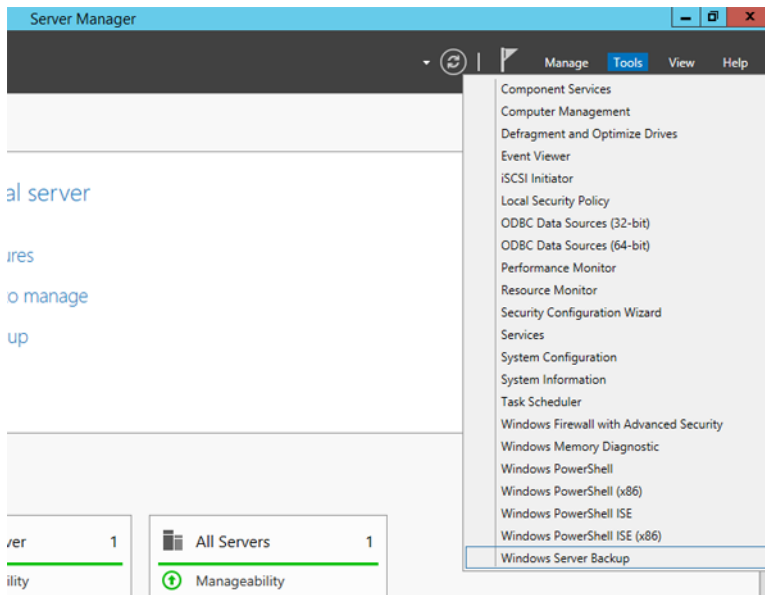 Server Manager
Manage Tools View Help
Component Services
Computer Management
Defragment and Optimize Drives
Event Viewer
iSCSI Initiator
Local Security Policy
ODBC Data Sources (32-bit)
ODBC Data Sources (64-bit)
Performance Monitor
Resource Monitor
Security Configuration Wizard
Services
System Configuration
System Information
Task Scheduler
Windows Firewall with Advanced Security
Windows Memory Diagnostic
Windows PowerShell
Windows PowerShell (x86)
Windows PowerShell ISE
Windows PowerShell ISE (x86)
Windows Server Backup
al server
ures
to manage
up
ver 1
ility
All Servers 1
Manageability